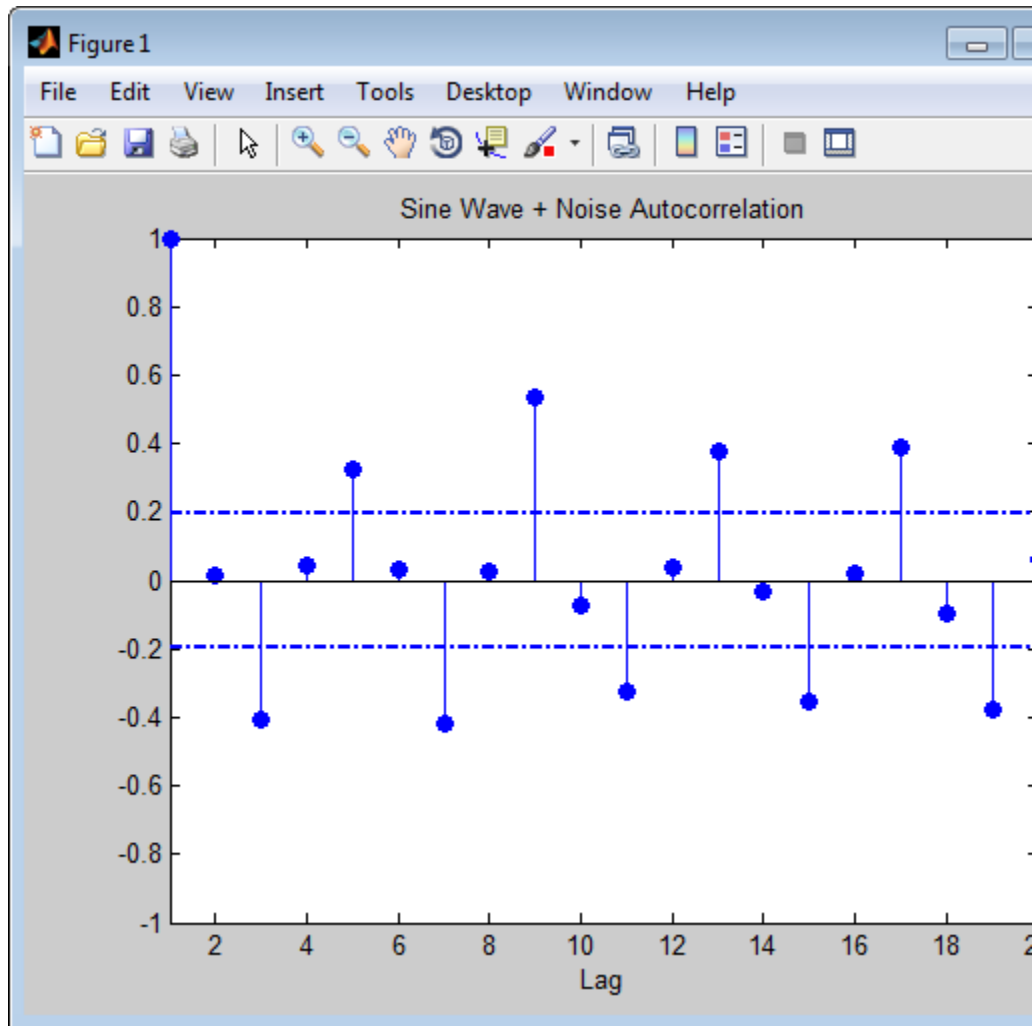 Figure 1
File Edit View Insert Tools Desktop Window Help
Sine Wave + Noise Autocorrelation
1
0.8
0.6
0.4
0.2
0
-0.2
-0.4
-0.6
-0.8
-1
2 4 6 8 10 12 14 16 18
Lag